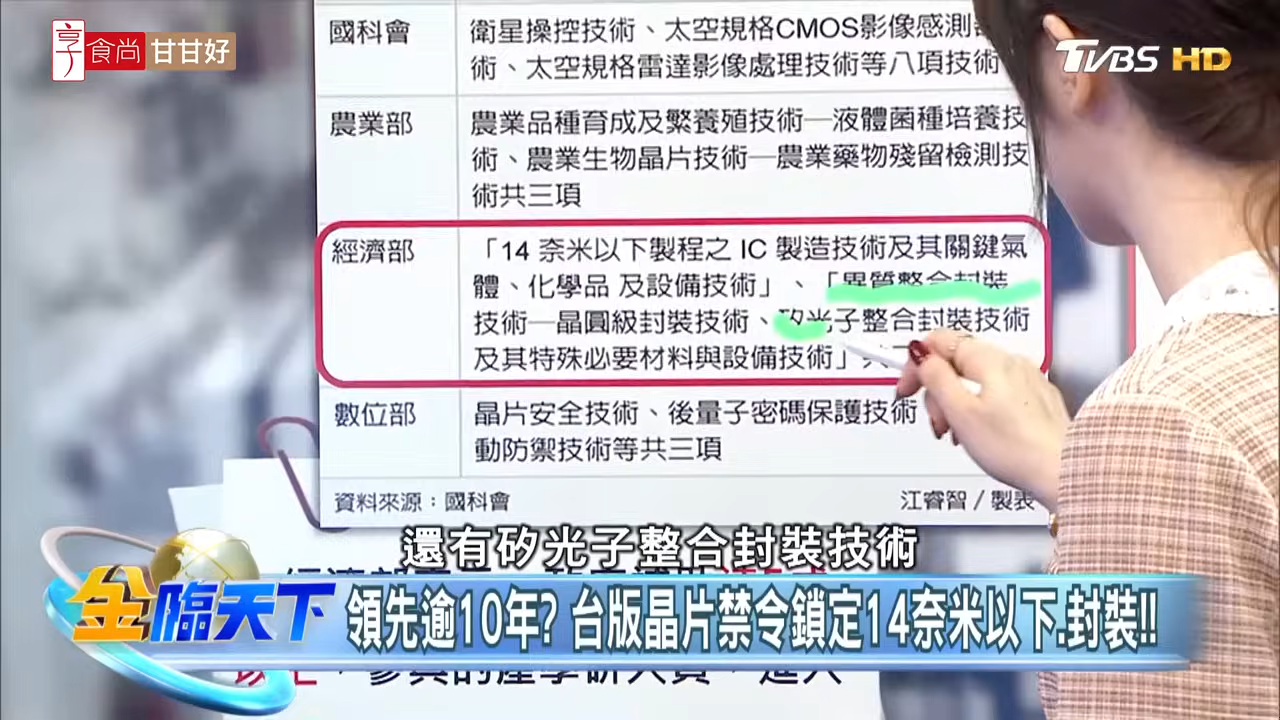 享
食尚
甘甘好
TVBS HD
國科會
衛星操控技術、太空規格CMOS影像感測
術、太空規格雷達影像處理技術等八項技術
農業部
農業品種育成及繁養殖技術—液體菌種培養技
術、農業生物晶片技術—農業藥物殘留檢測技
術共三項
經濟部
「14 奈米以下製程之 IC 製造技術及其關鍵氣
體、化學品 及設備技術」、「異質整合封裝
技術—晶圓級封裝技術、矽光子整合封裝技術
及其特殊必要材料與設備技術」共
數位部
晶片安全技術、後量子密碼保護技術
動防禦技術等共三項
資料來源：國科會
江睿智／製表
還有矽光子整合封裝技術
金臨天下
領先逾10年? 台版晶片禁令鎖定14奈米以下.封裝!!